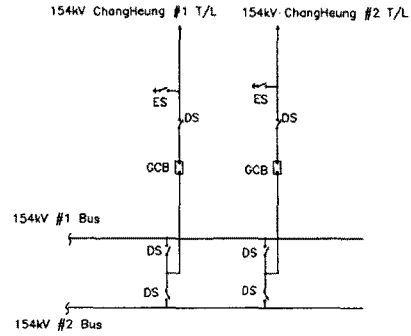 154kV ChangHeung #1 T/L 154kV ChangHeung #2 T/L
ES ES
DS DS
GCB GCB
154kV #1 Bus
DS DS
DS DS
154kV #2 Bus